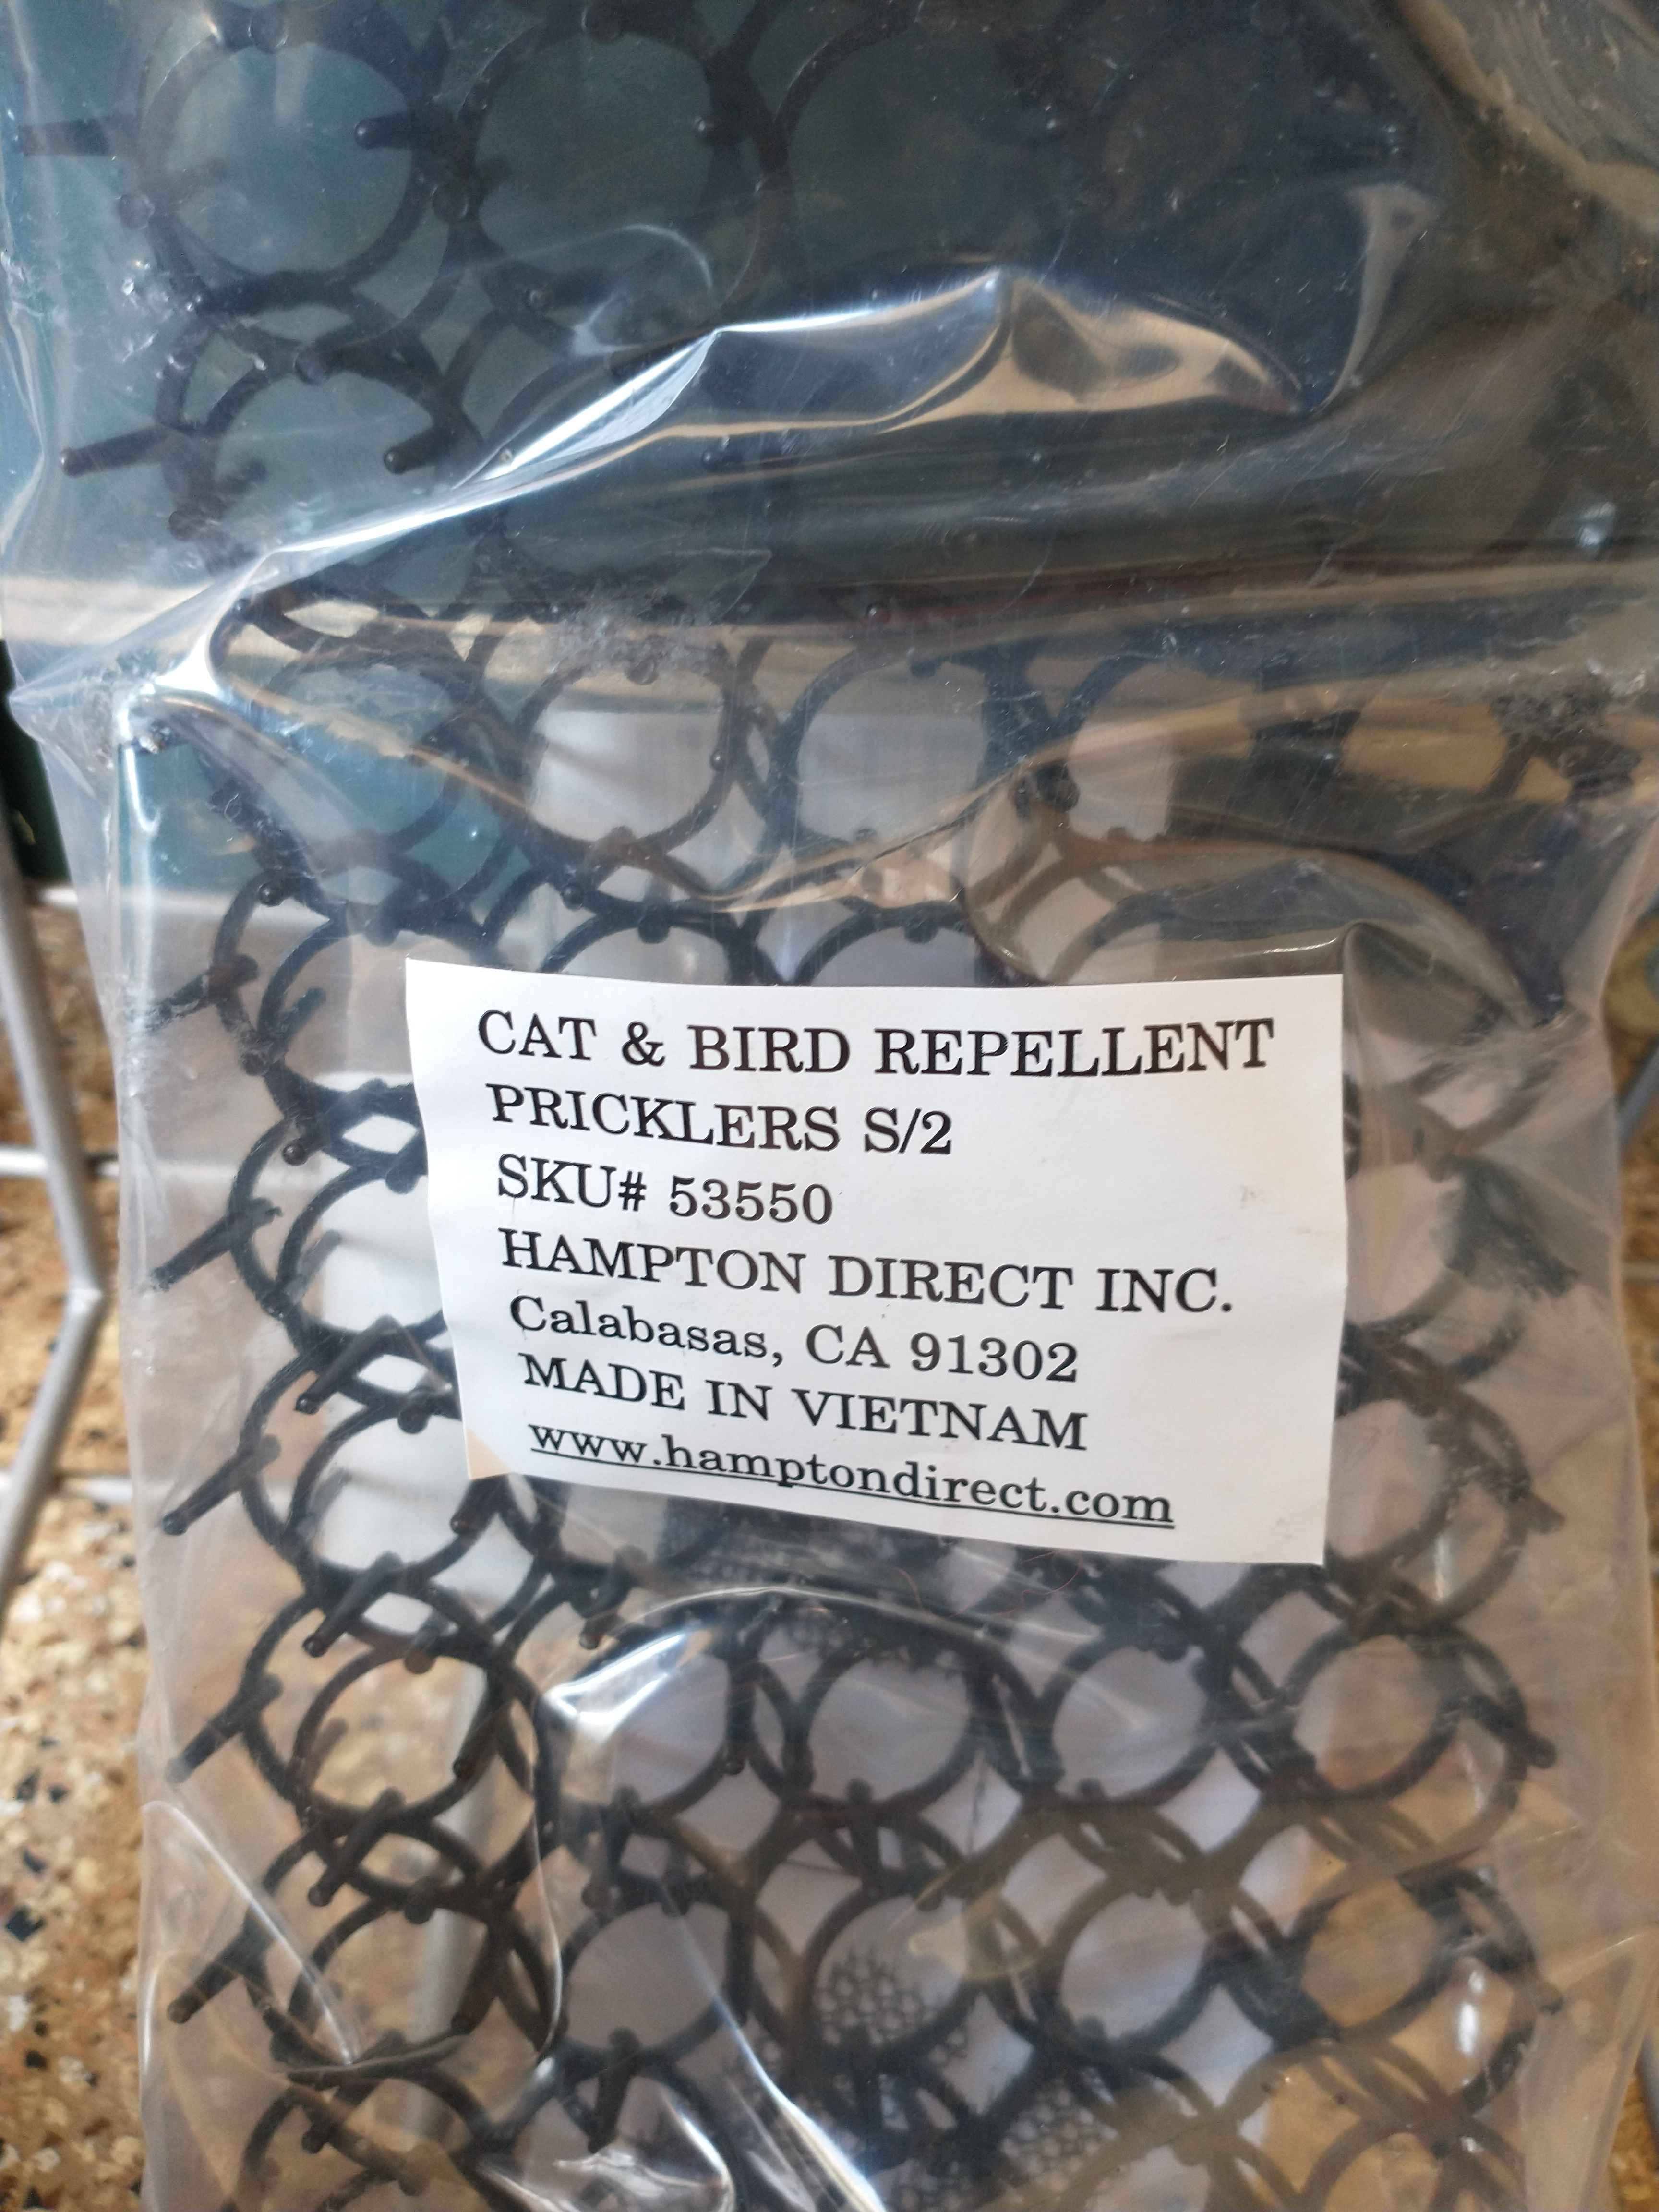 CAT & BIRD REPELLENT
PRICKLERS S/2
SKU# 53550
HAMPTON DIRECT INC.
Calabasas, CA 91302
MADE IN VIETNAM
www.hamptondirect.com